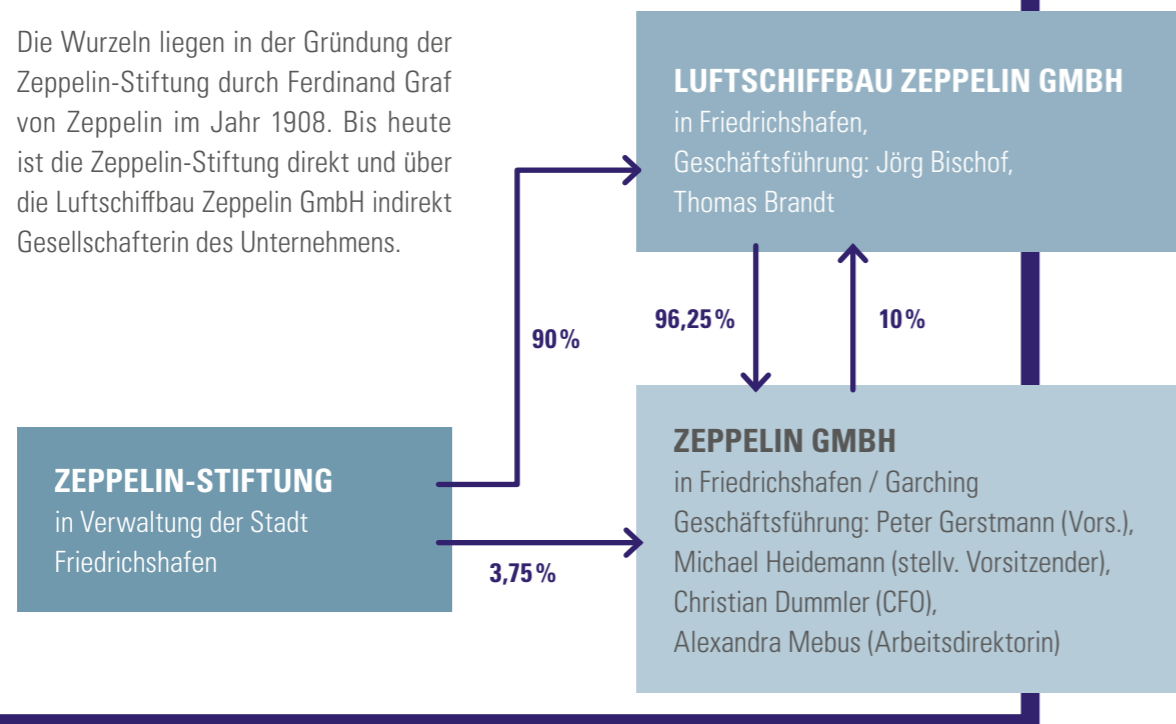 Die Wurzeln liegen in der Gründung der
Zeppelin-Stiftung durch Ferdinand Graf
von Zeppelin im Jahr 1908. Bis heute
ist die Zeppelin-Stiftung direkt und über
die Luftschiffbau Zeppelin GmbH indirekt
Gesellschafterin des Unternehmens.
LUFTSCHIFFBAU ZEPPELIN GMBH
in Friedrichshafen,
Geschäftsführung: Jörg Bischof,
Thomas Brandt
90 %
96,25 %
10 %
ZEPPELIN-STIFTUNG
in Verwaltung der Stadt
Friedrichshafen
3,75 %
ZEPPELIN GMBH
in Friedrichshafen / Garching
Geschäftsführung: Peter Gerstmann (Vors.),
Michael Heidemann (stellv. Vorsitzender),
Christian Dummler (CFO),
Alexandra Mebus (Arbeitsdirektorin)